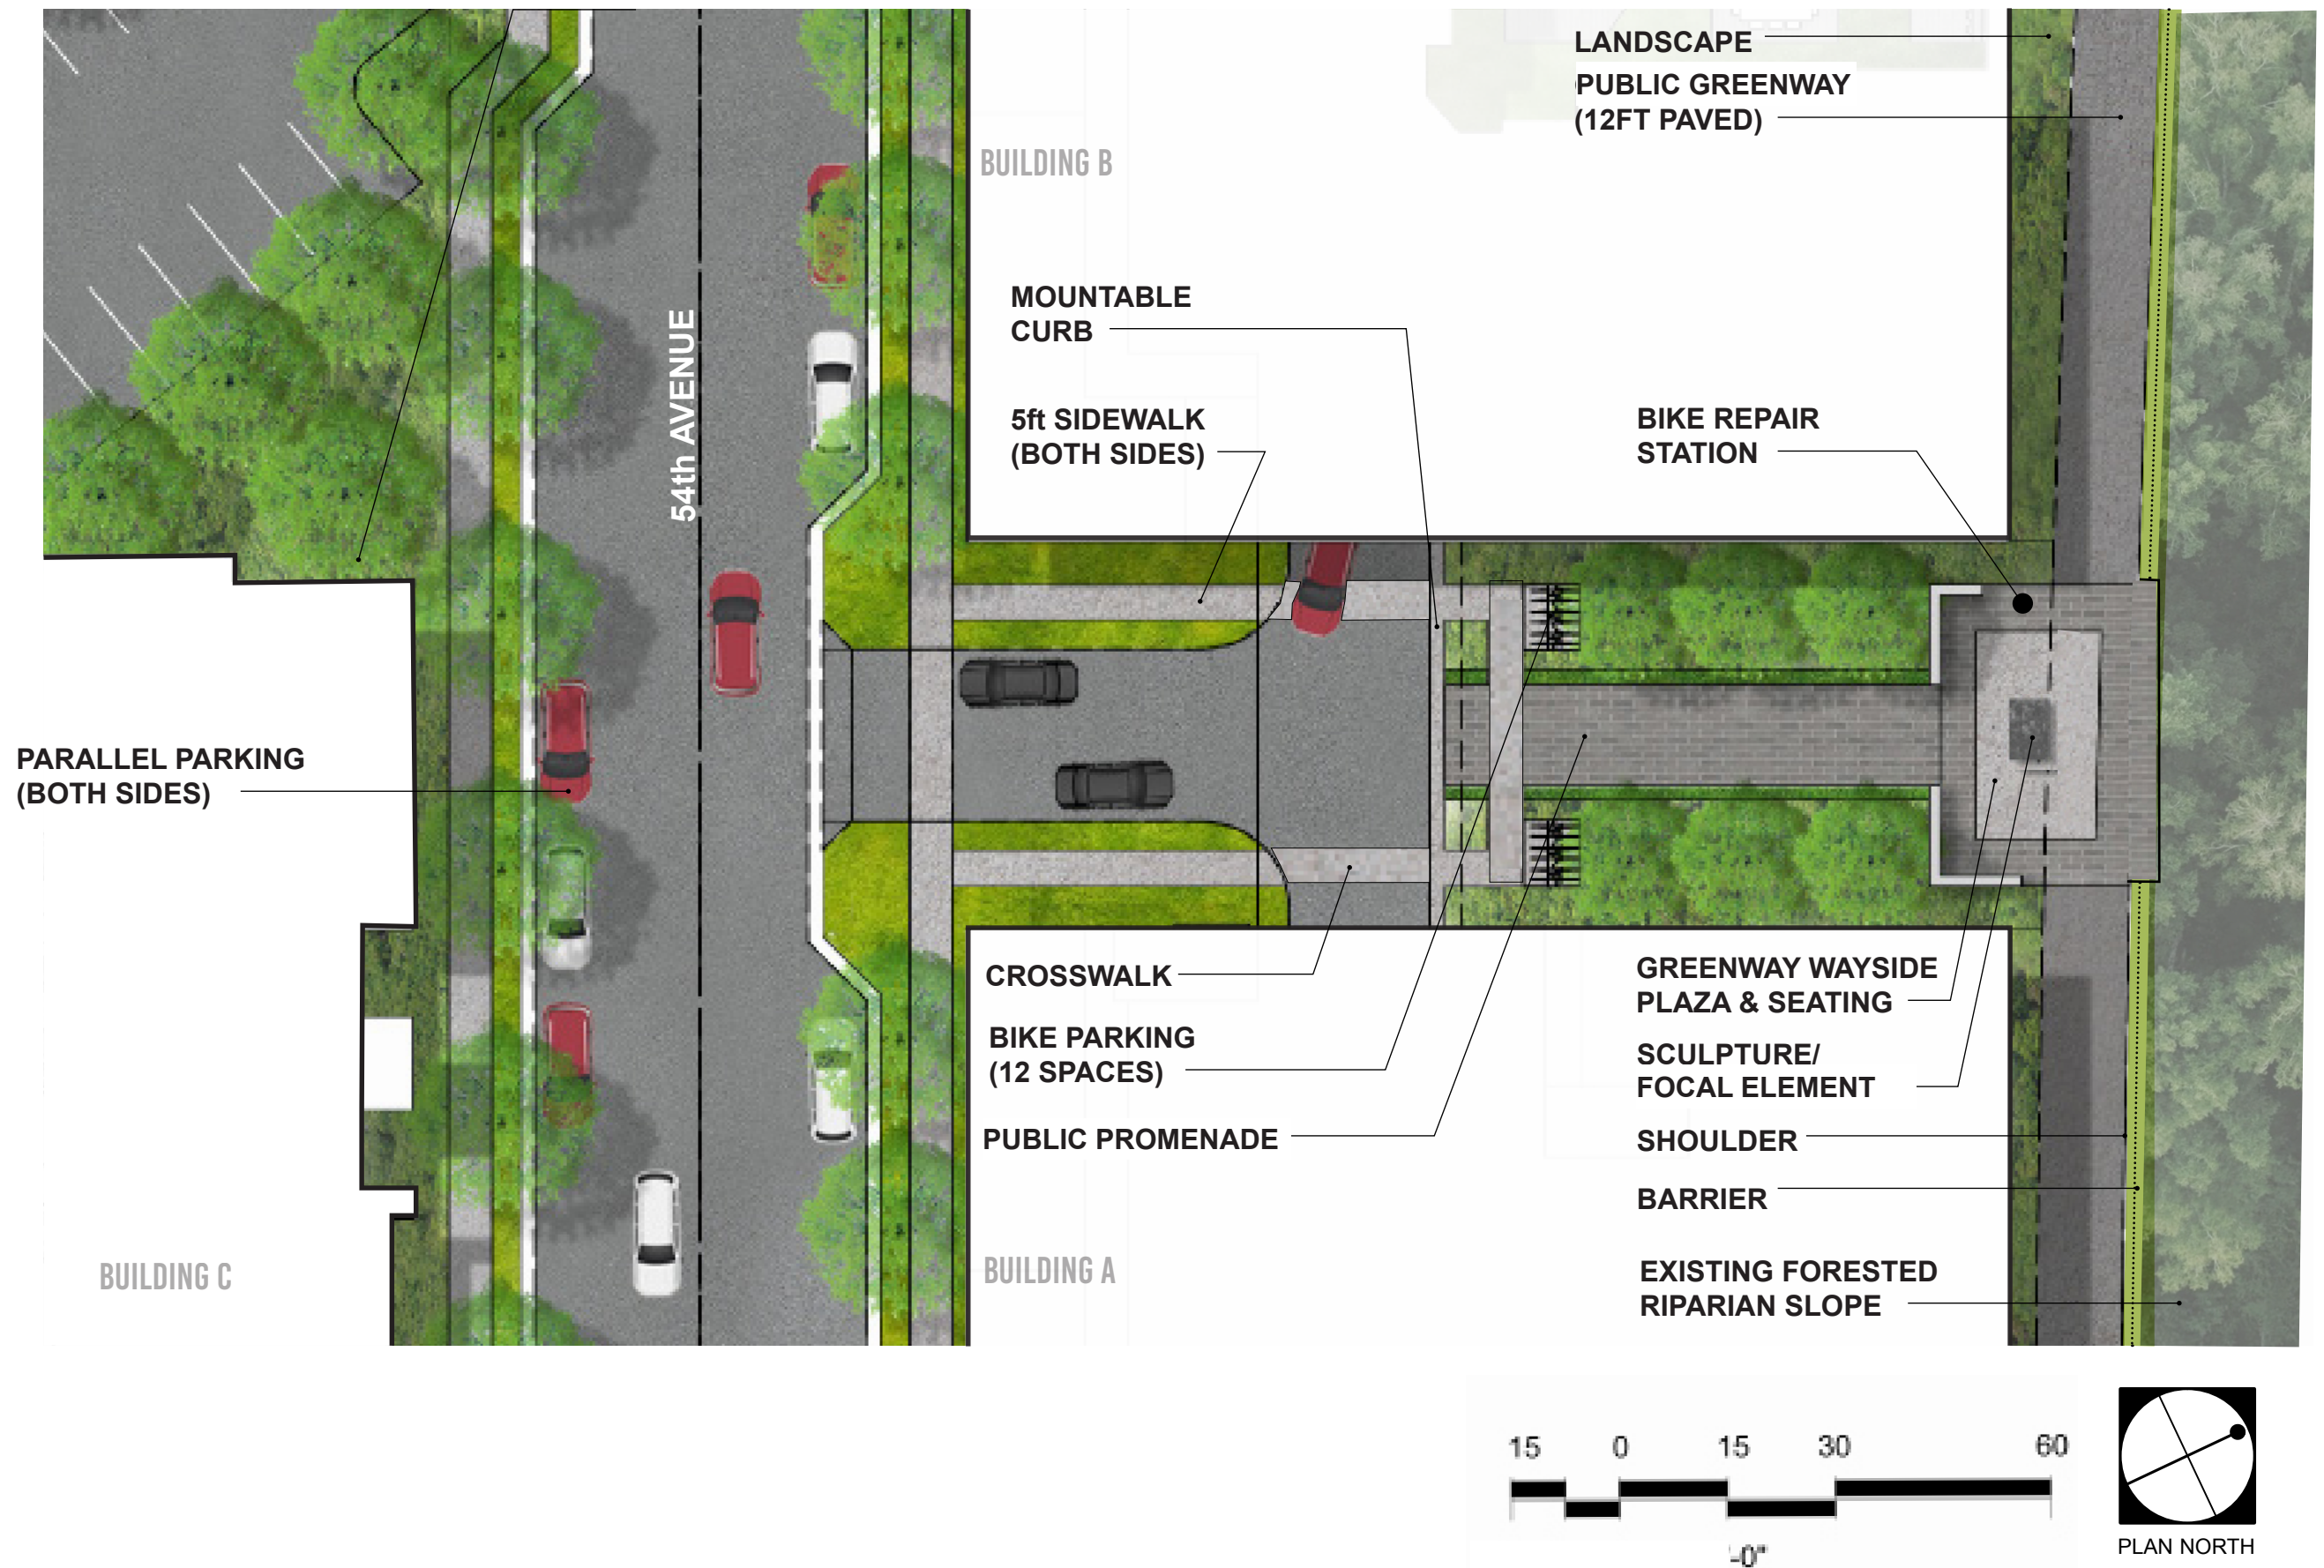 LANDSCAPE
PUBLIC GREENWAY
(12FT PAVED)
BUILDING B
MOUNTABLE
CURB
54th AVENUE
5ft SIDEWALK
(BOTH SIDES)
BIKE REPAIR
STATION
PARALLEL PARKING
(BOTH SIDES)
CROSSWALK
BIKE PARKING
(12 SPACES)
PUBLIC PROMENADE
GREENWAY WAYSIDE
PLAZA & SEATING
SCULPTURE/
FOCAL ELEMENT
SHOULDER
BARRIER
EXISTING FORESTED
RIPARIAN SLOPE
BUILDING C
BUILDING A
15 0 15 30 60
'-0"
PLAN NORTH